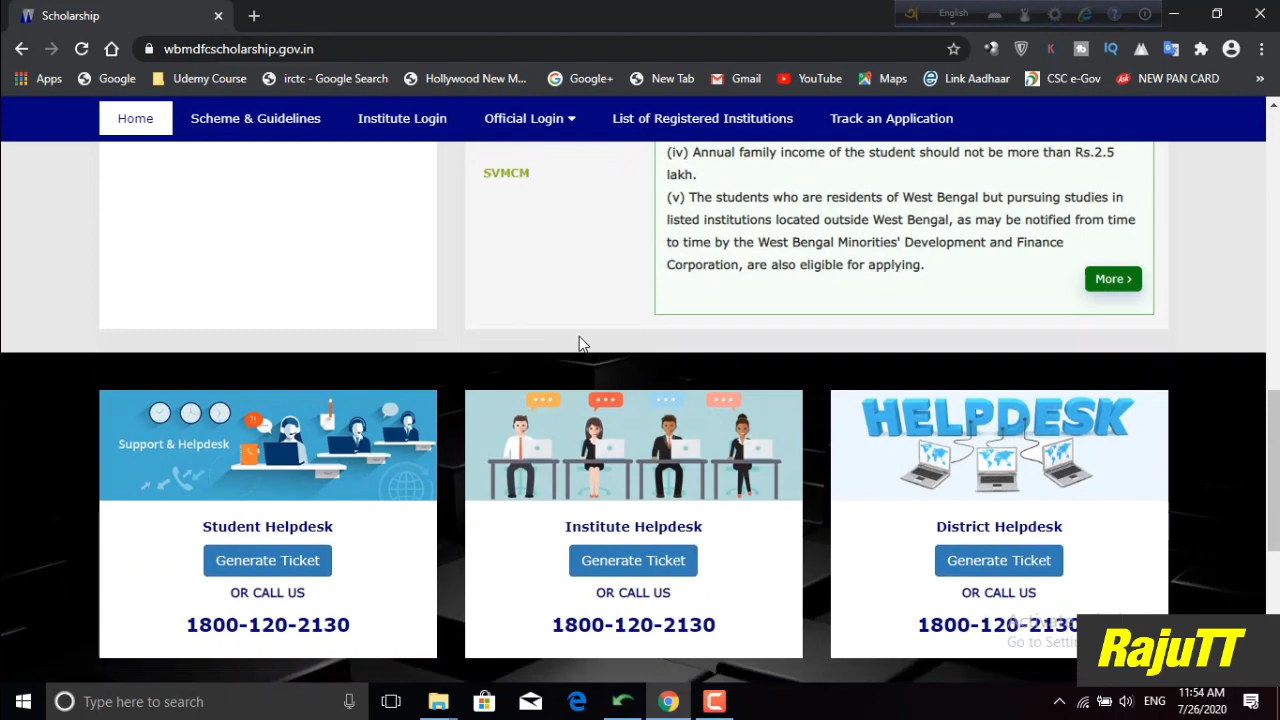 Scholarship
English
wbmdfcscholarship.gov.in
Apps Google Udemy Course irctc - Google Search Hollywood New M... Google+ New Tab Gmail YouTube Maps Link Aadhaar CSC e-Gov NEW PAN CARD »
Home Scheme & Guidelines Institute Login Official Login List of Registered Institutions Track an Application
(iv) Annual family income of the student should not be more than Rs.2.5
lakh.
SVMCM
(v) The students who are residents of West Bengal but pursuing studies in
listed institutions located outside West Bengal, as may be notified from time
to time by the West Bengal Minorities' Development and Finance
Corporation, are also eligible for applying.
More ›
Support & Helpdesk
HELPDESK
Student Helpdesk Institute Helpdesk District Helpdesk
Generate Ticket Generate Ticket Generate Ticket
OR CALL US OR CALL US OR CALL US
1800-120-2130 1800-120-2130 1800-120-2130
Go to
RajuTT
Type here to search
ENG
11:54 AM
7/26/2020